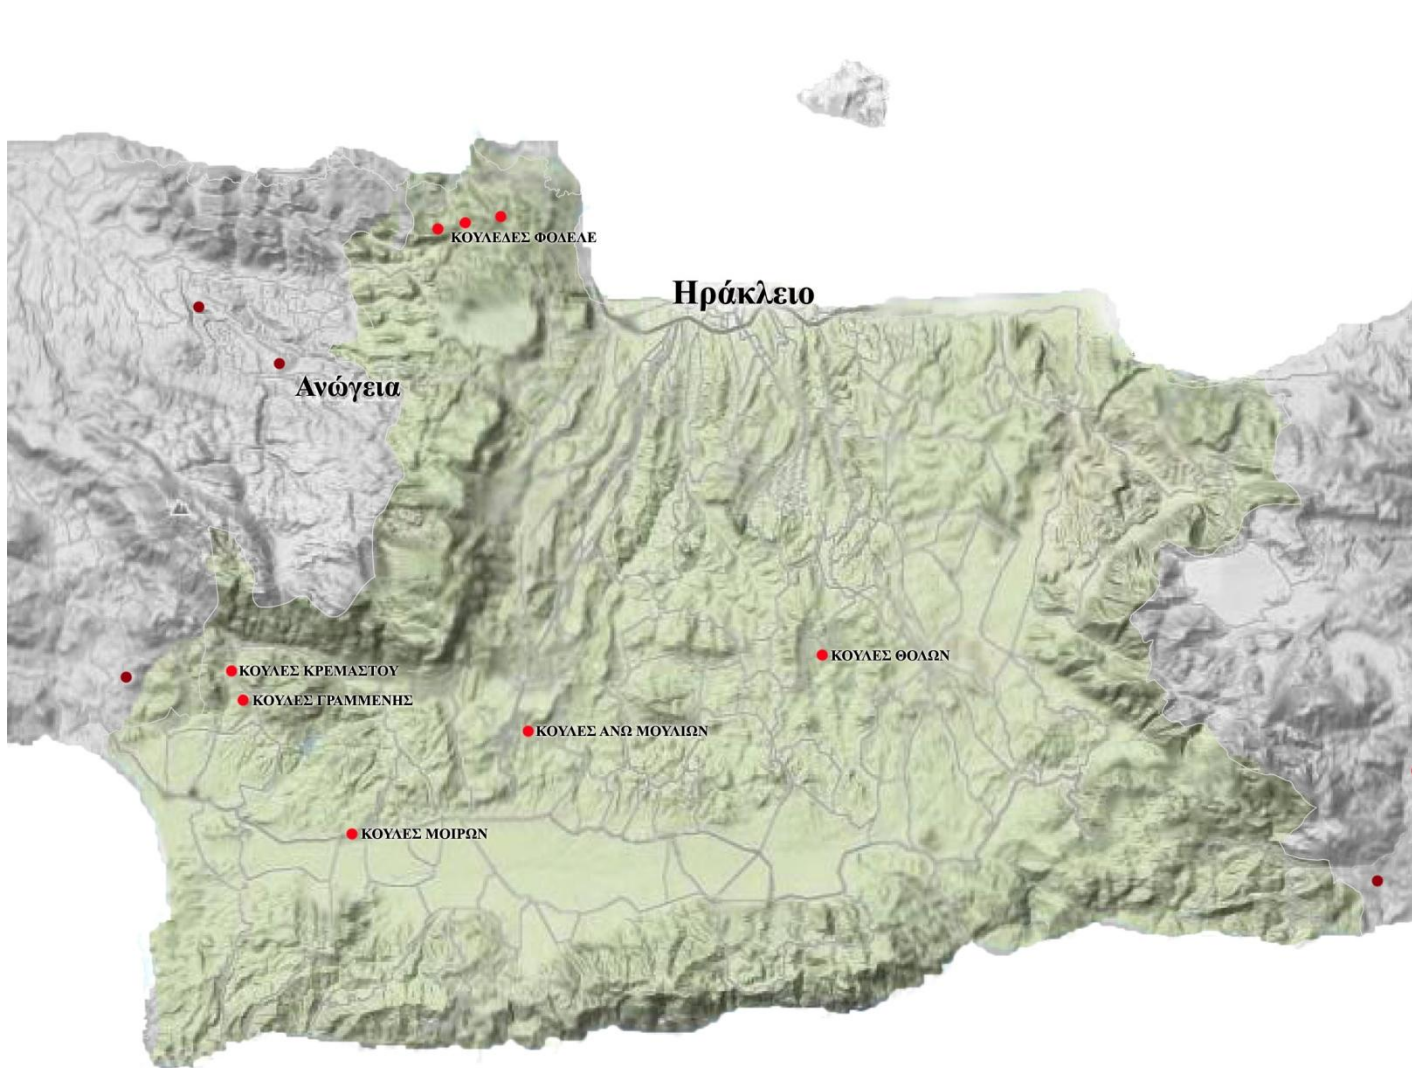 ΚΟΥΛΕΔΕΣ ΦΟΔΕΛΕ
Ηράκλειο
Ανώγεια
ΚΟΥΛΕΣ ΘΟΛΩΝ
ΚΟΥΛΕΣ ΚΡΕΜΑΣΤΟΥ
ΚΟΥΛΕΣ ΓΡΑΜΜΕΝΗΣ
ΚΟΥΛΕΣ ΑΝΩ ΜΟΥΛΙΩΝ
ΚΟΥΛΕΣ ΜΟΙΡΩΝ